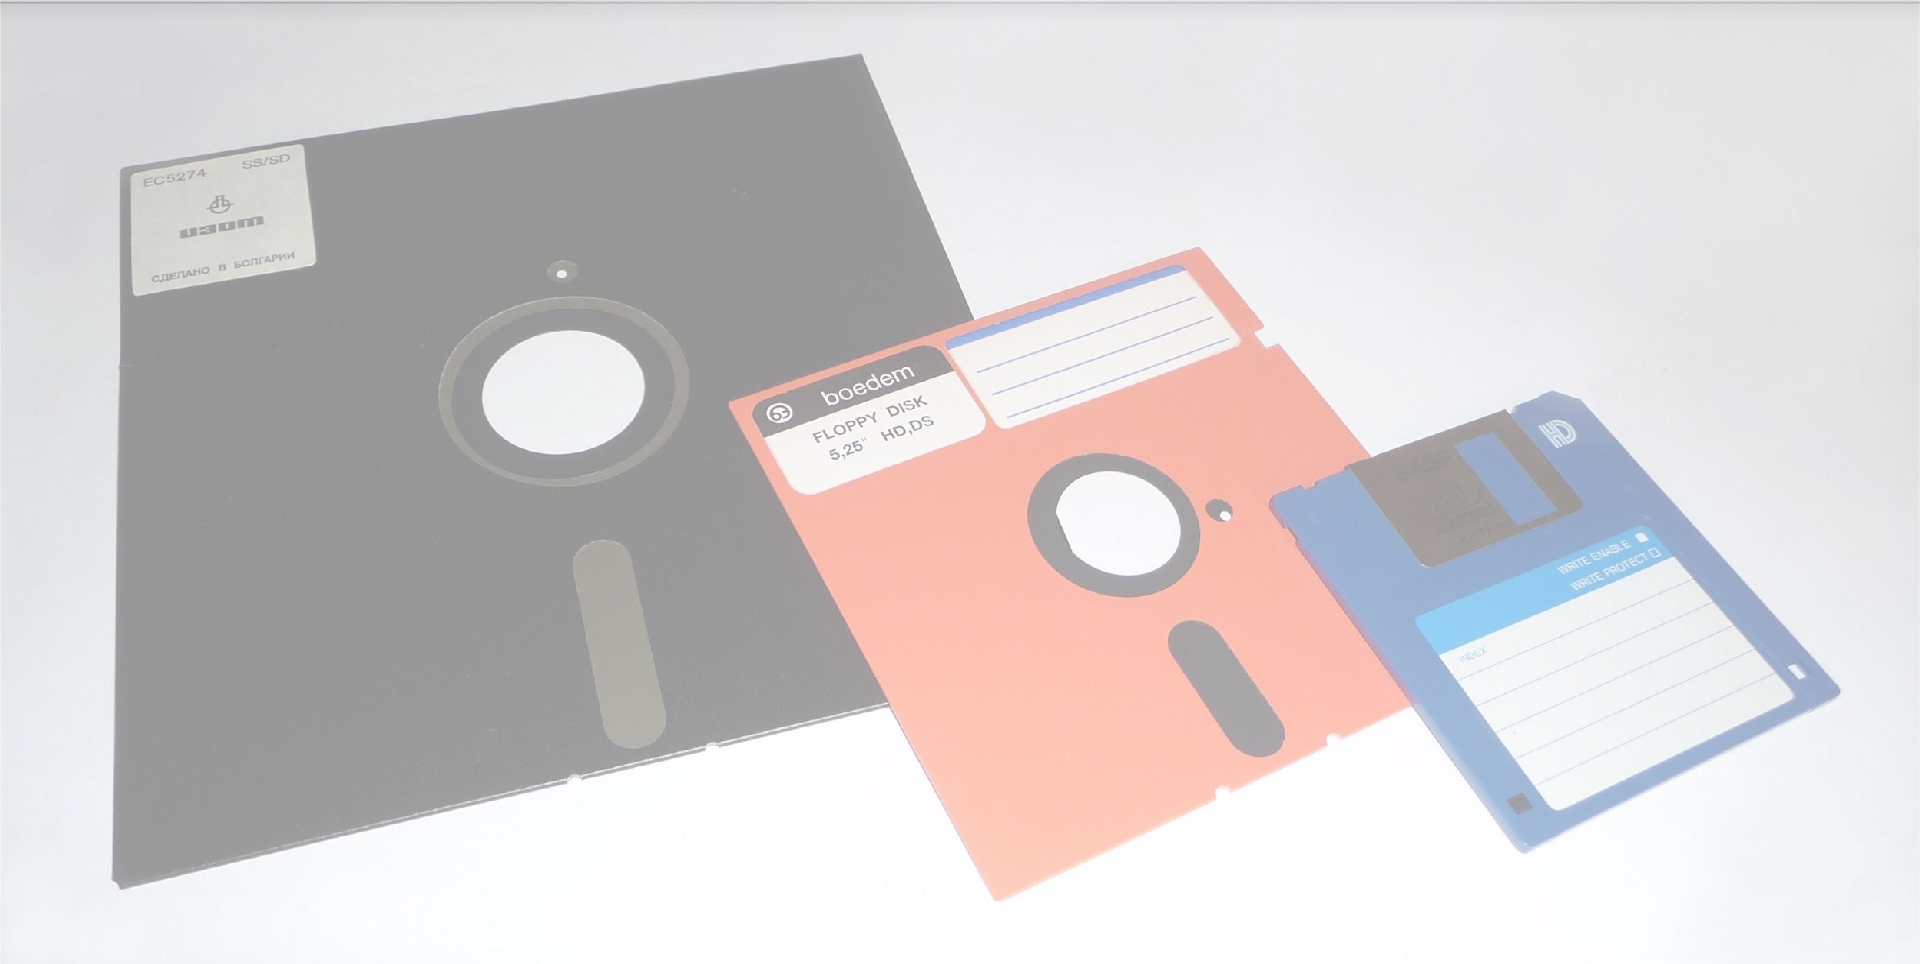 EC5274 SS/SD
изот
СДЕЛАНО В БОЛГАРИИ
boedem
FLOPPY DISK
5,25" HD,DS
HD
BASF
WRITE ENABLE
WRITE PROTECT
INDEX